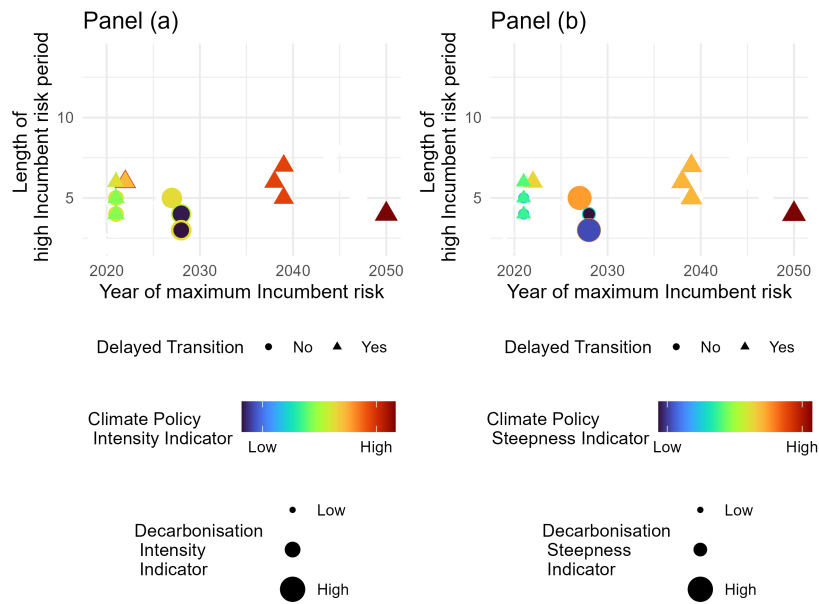 Panel (a)
Length of
high Incumbent risk period
10
5
2020 2030 2040 2050
Year of maximum Incumbent risk
Delayed Transition No Yes
Climate Policy
Intensity Indicator
Low High
Decarbonisation
Intensity
Indicator
Low
High
Panel (b)
Length of
high Incumbent risk period
10
5
2020 2030 2040 2050
Year of maximum Incumbent risk
Delayed Transition No Yes
Climate Policy
Steepness Indicator
Low High
Decarbonisation
Steepness
Indicator
Low
High